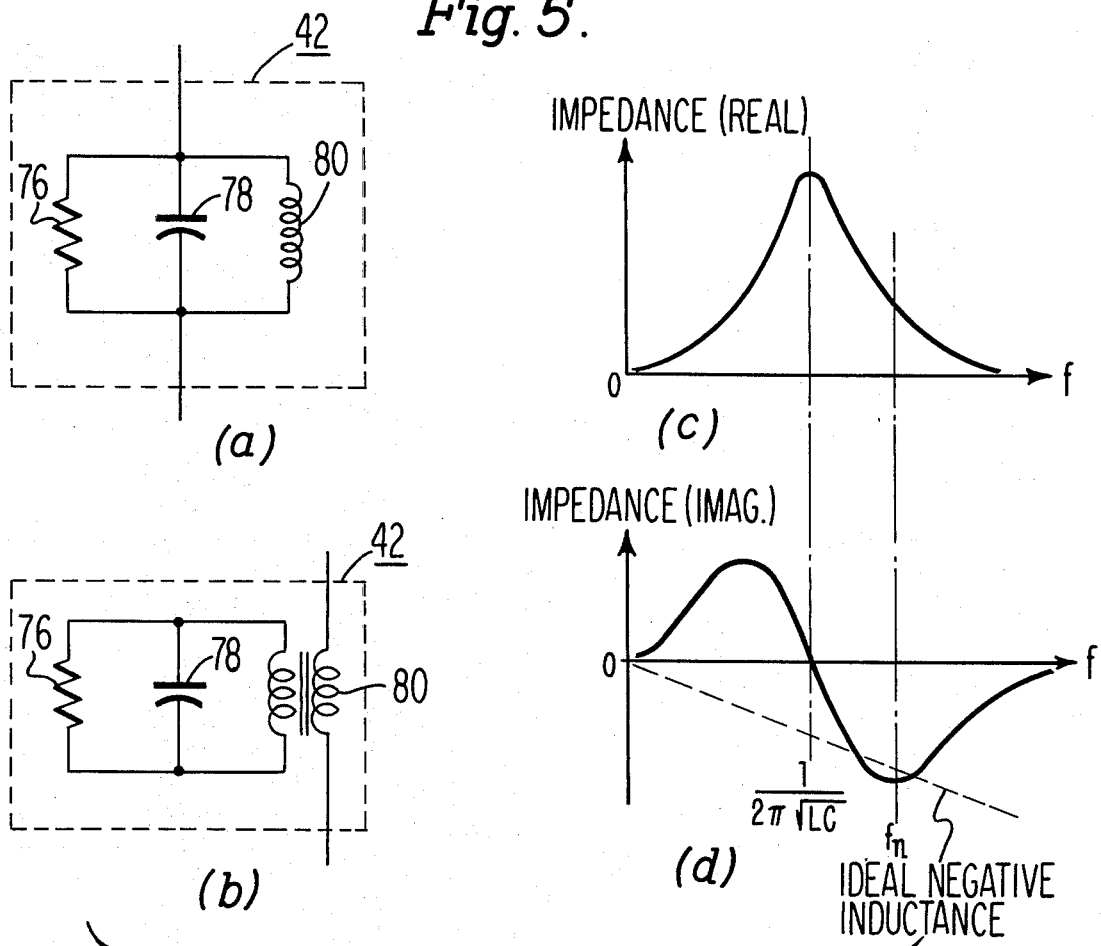 Fig. 5.
42
76
78
80
(a)
42
76
78
80
(b)
IMPEDANCE (REAL)
0
f
(c)
IMPEDANCE (IMAG.)
0
f
1
2π √LC
fn
(d)
IDEAL NEGATIVE
INDUCTANCE